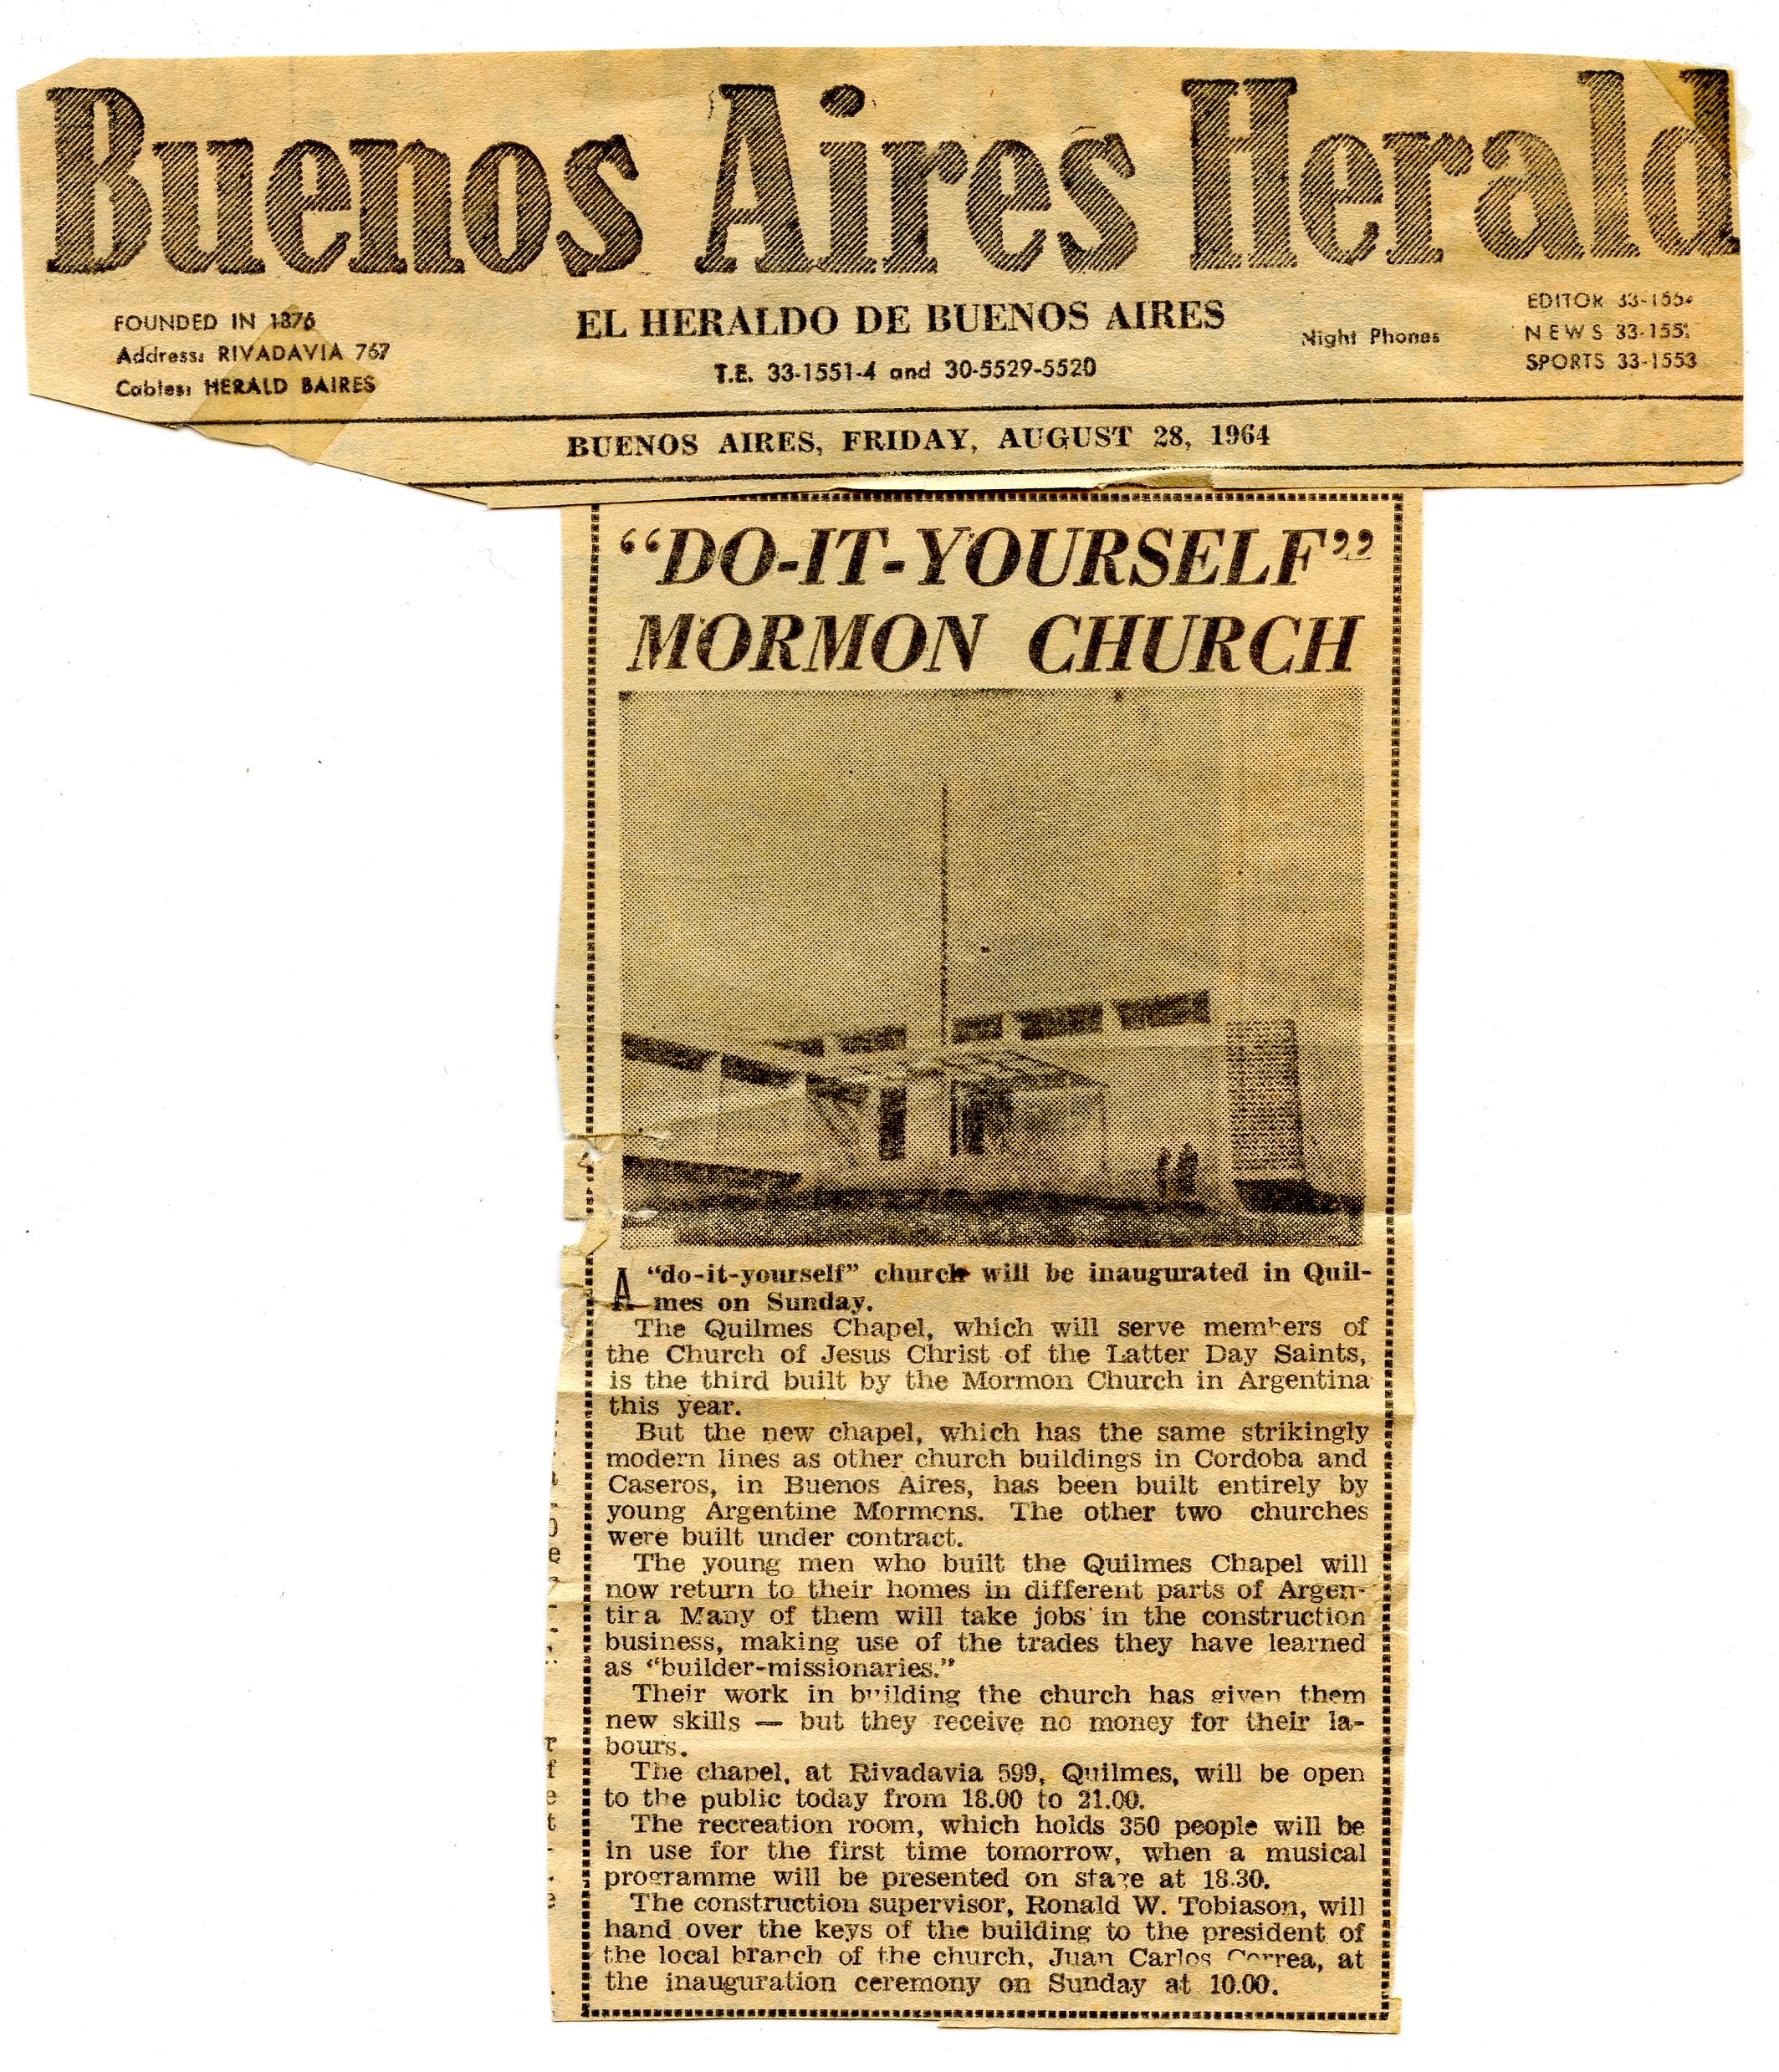 Buenos Aires Herald
FOUNDED IN 1876
Address: RIVADAVIA 767
Cables: HERALD BAIRES
EL HERALDO DE BUENOS AIRES
T.E. 33-1551-4 and 30-5529-5520
Night Phones
EDITOR
NEWS
SPORTS 33-1553
BUENOS AIRES, FRIDAY, AUGUST 28, 1964
“DO-IT-YOURSELF”
MORMON CHURCH
A “do-it-yourself” church will be inaugurated in Quil-
mes on Sunday.
The Quilmes Chapel, which will serve members of
the Church of Jesus Christ of the Latter Day Saints,
is the third built by the Mormon Church in Argentina
this year.
But the new chapel, which has the same strikingly
modern lines as other church buildings in Cordoba and
Caseros, in Buenos Aires, has been built entirely by
young Argentine Mormons. The other two churches
were built under contract.
The young men who built the Quilmes Chapel will
now return to their homes in different parts of Argen-
tina Many of them will take jobs in the construction
business, making use of the trades they have learned
as “builder-missionaries.”
Their work in building the church has given them
new skills — but they receive no money for their la-
bours.
The chapel, at Rivadavia 599, Quilmes, will be open
to the public today from 18.00 to 21.00.
The recreation room, which holds 350 people will be
in use for the first time tomorrow, when a musical
programme will be presented on stage at 18.30.
The construction supervisor, Ronald W. Tobiason, will
hand over the keys of the building to the president of
the local branch of the church, Juan Carlos Correa, at
the inauguration ceremony on Sunday at 10.00.